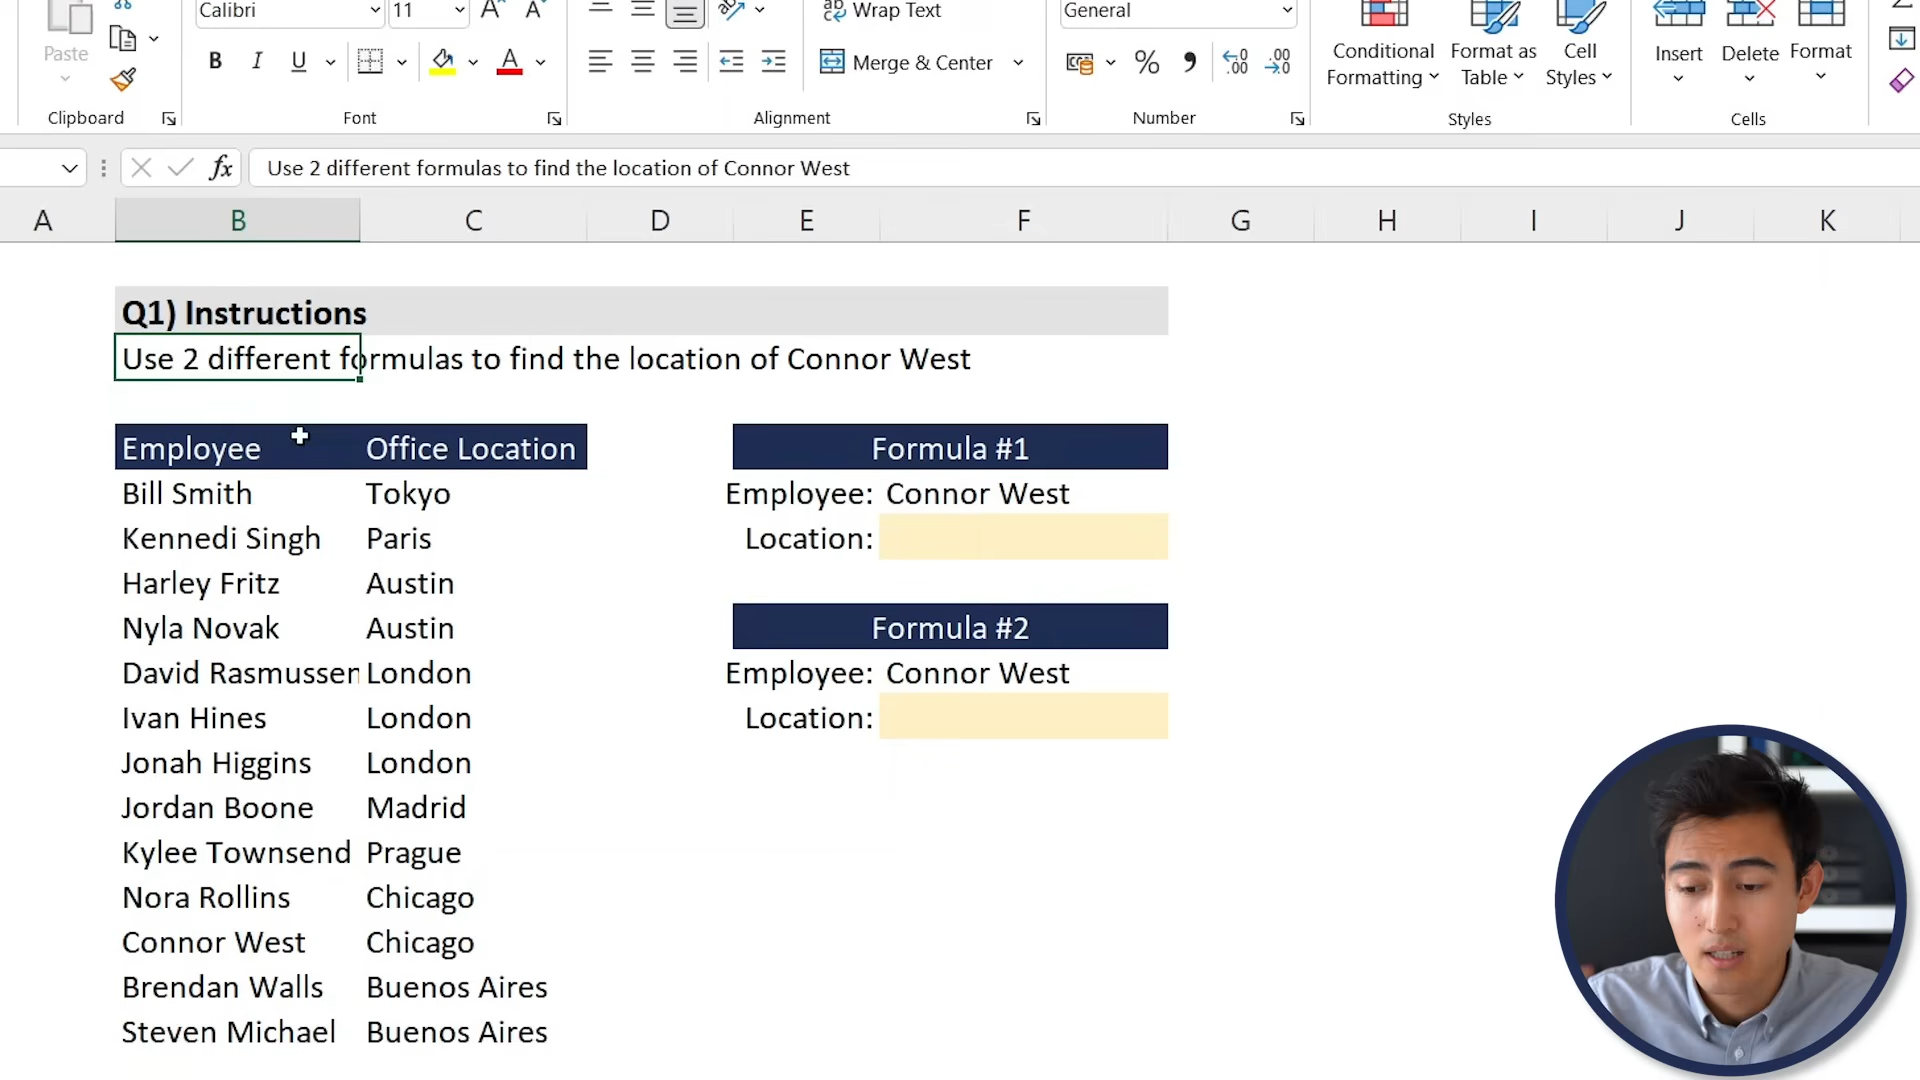 Calibri 11 A A Wrap Text General
Paste B I U A Merge & Center % Conditional Formatting Format as Table Cell Styles Insert Delete Format
Clipboard Font Alignment Number Styles Cells
fx Use 2 different formulas to find the location of Connor West
A B C D E F G H I J K
Q1) Instructions
Use 2 different formulas to find the location of Connor West
Employee Office Location Formula #1
Bill Smith Tokyo Employee: Connor West
Kennedi Singh Paris Location:
Harley Fritz Austin
Nyla Novak Austin Formula #2
David Rasmussen London Employee: Connor West
Ivan Hines London Location:
Jonah Higgins London
Jordan Boone Madrid
Kylee Townsend Prague
Nora Rollins Chicago
Connor West Chicago
Brendan Walls Buenos Aires
Steven Michael Buenos Aires